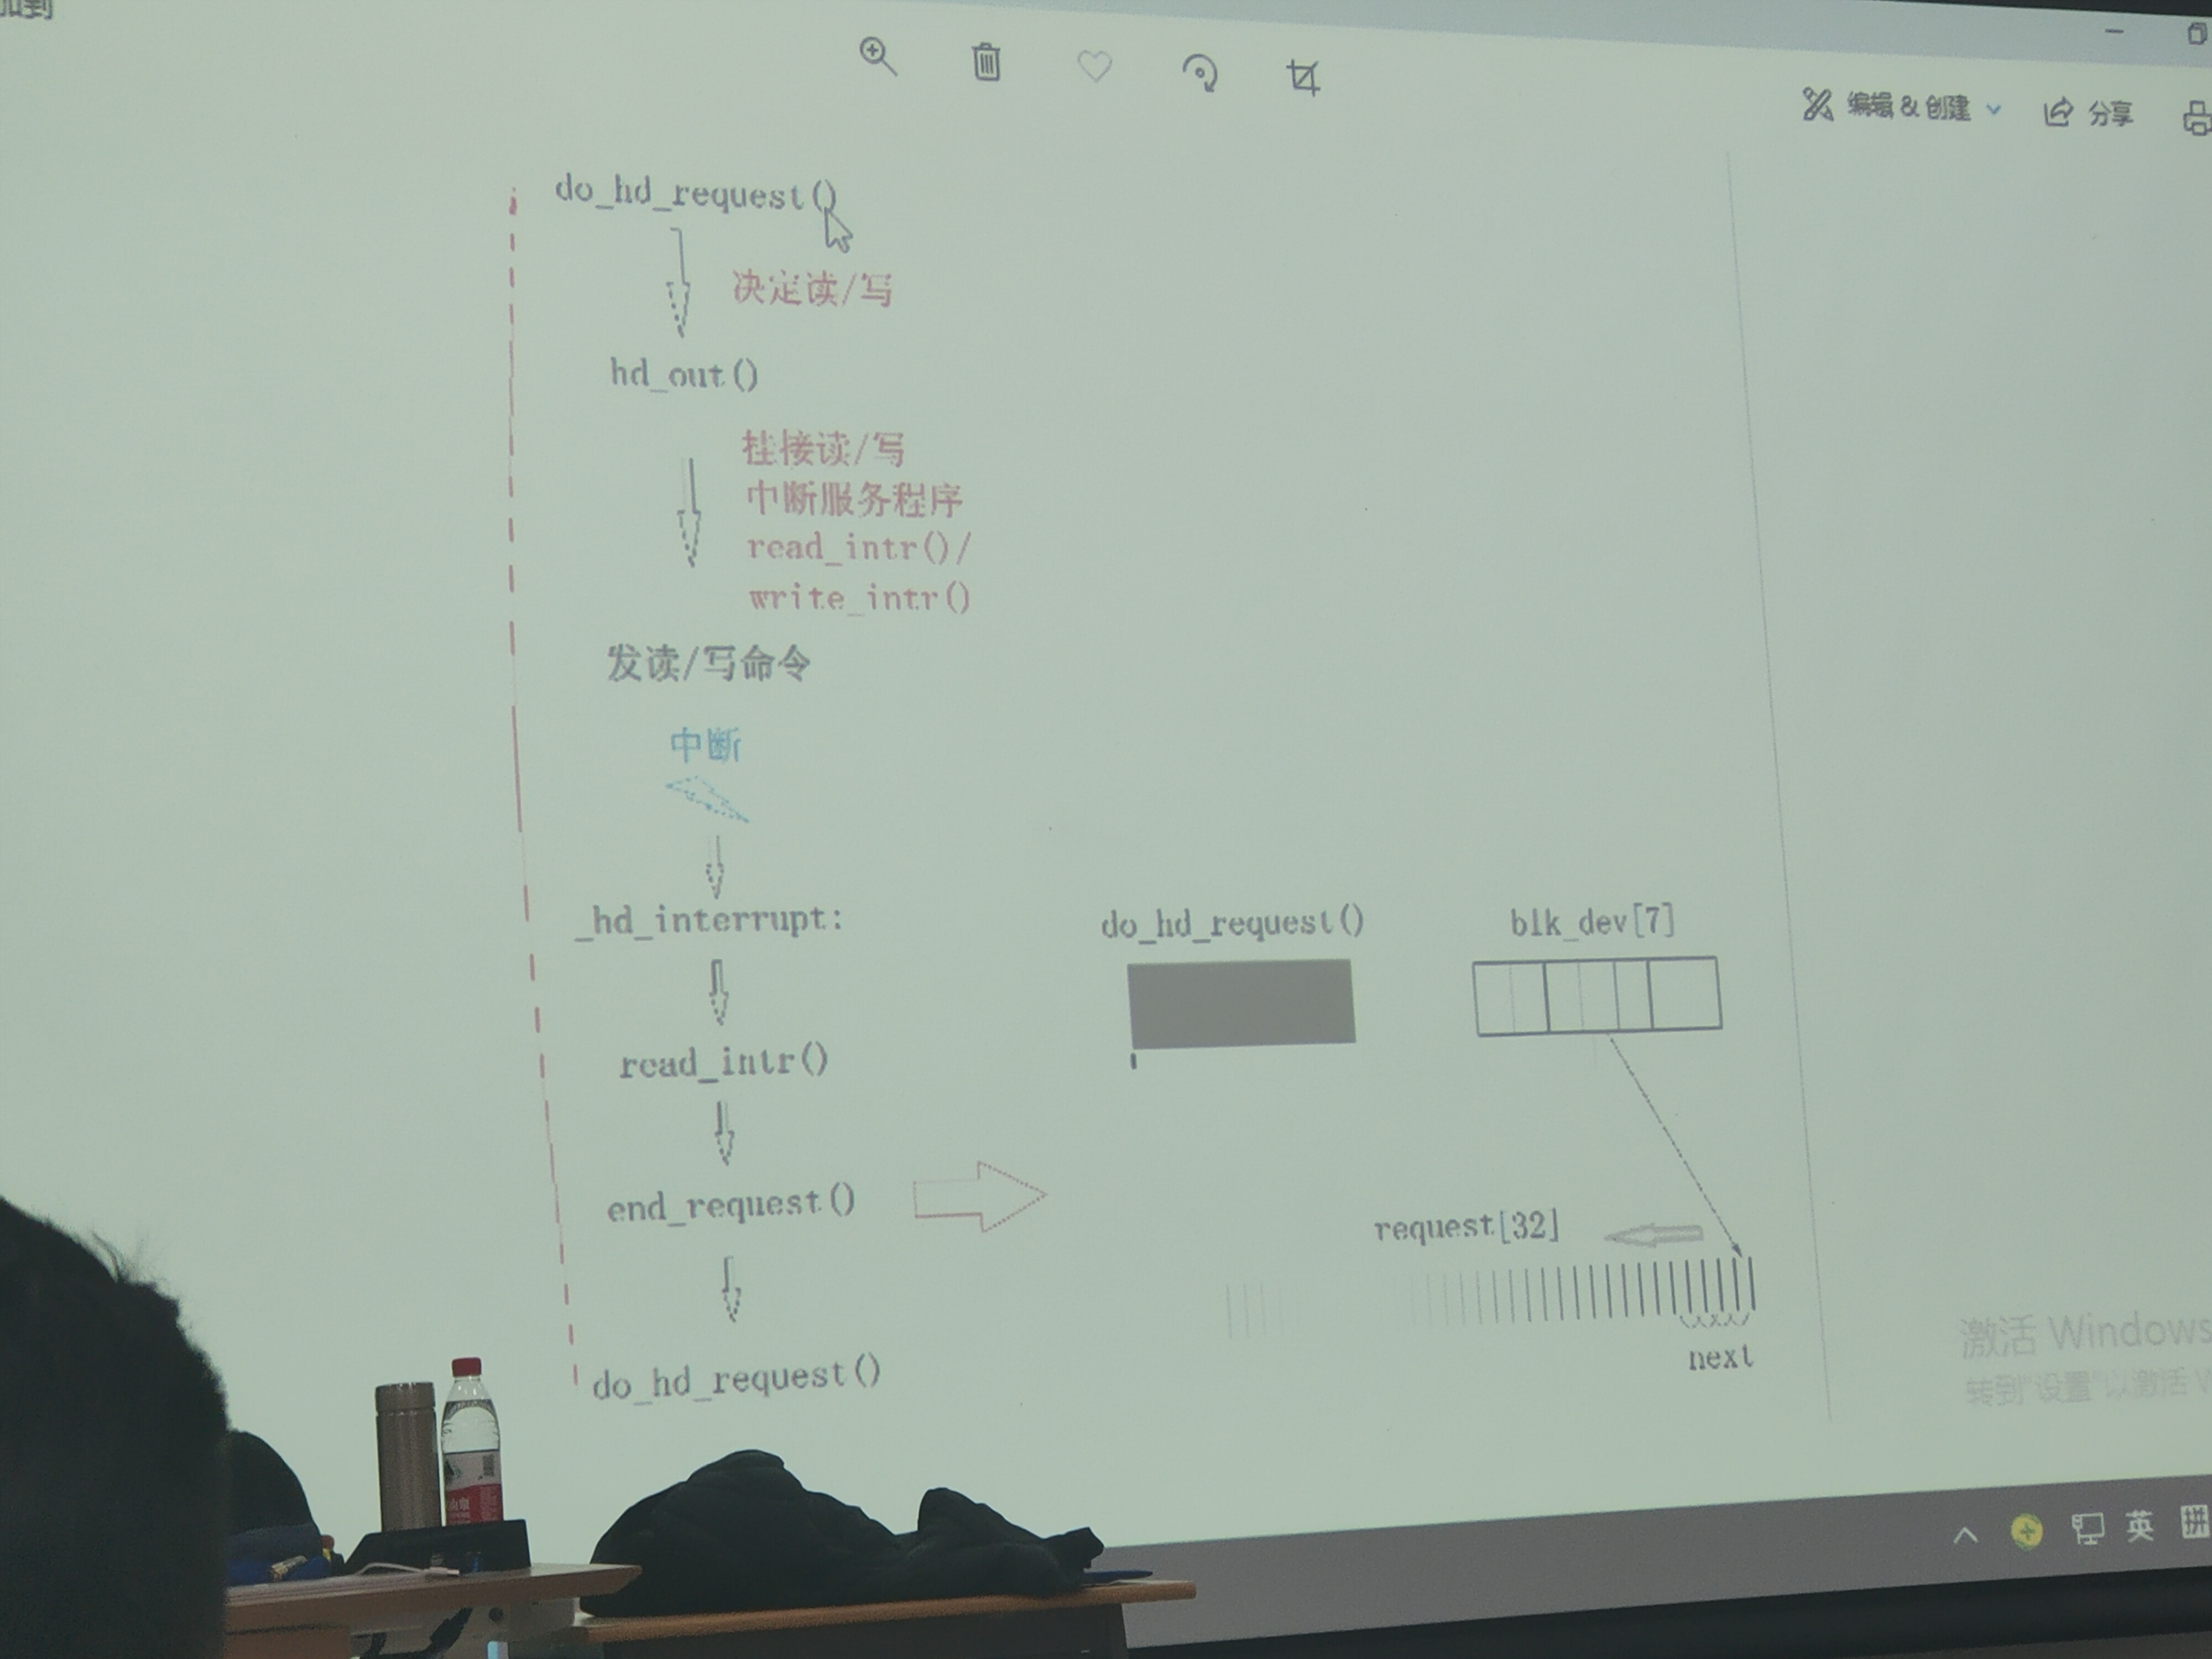 编辑 & 创建
分享
do_hd_request()
决定读/写
hd_out()
挂接读/写
中断服务程序
read_intr()/
write_intr()
发读/写命令
中断
_hd_interrupt:
read_intr()
end_request()
do_hd_request()
do_hd_request()
blk_dev[7]
request[32]
next
激活 Windows
转到"设置"以激活 W
英
拼